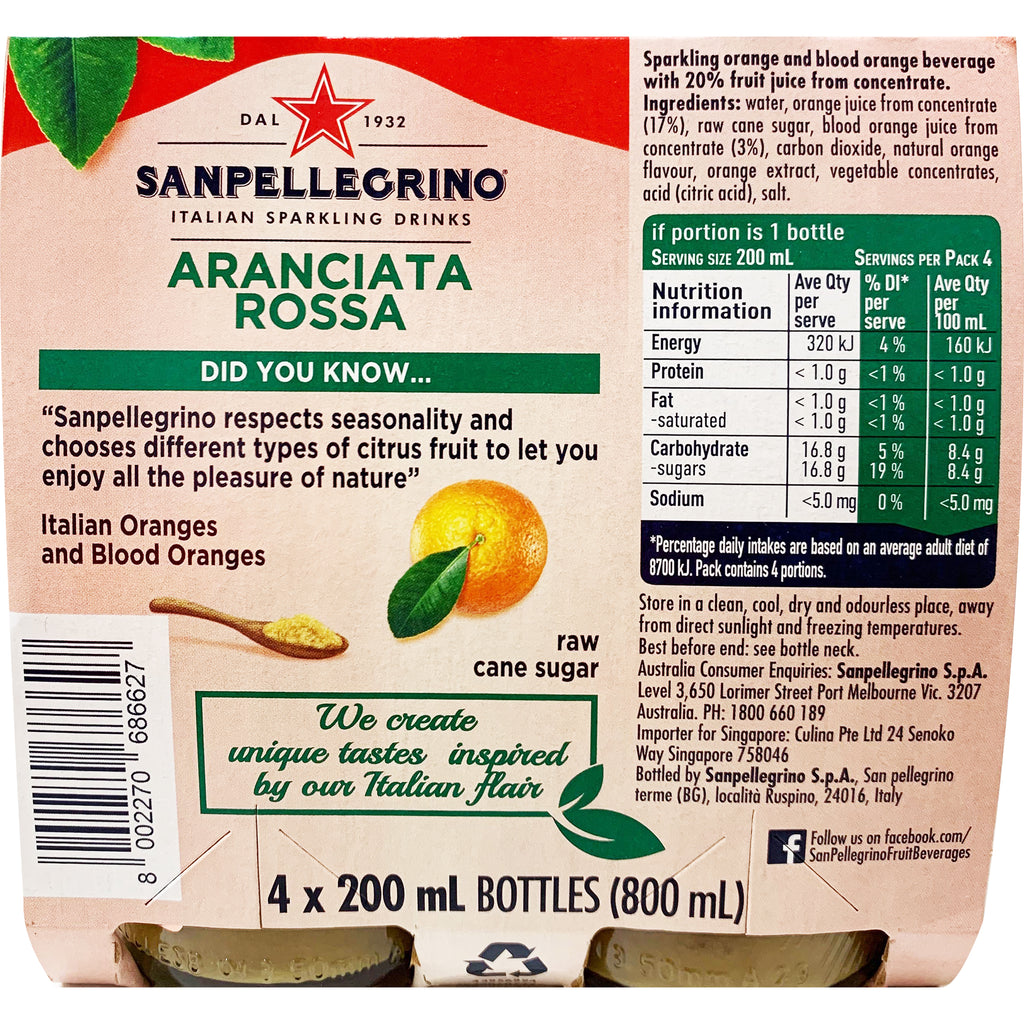 DAL 1932
SANPELLEGRINO
ITALIAN SPARKLING DRINKS
ARANCIATA
ROSSA
DID YOU KNOW...
“Sanpellegrino respects seasonality and
chooses different types of citrus fruit to let you
enjoy all the pleasure of nature”
Italian Oranges
and Blood Oranges
raw
cane sugar
We create
unique tastes inspired
by our Italian flair
8 002270 686627
4 x 200 mL BOTTLES (800 mL)
Sparkling orange and blood orange beverage
with 20% fruit juice from concentrate.
Ingredients: water, orange juice from concentrate
(17%), raw cane sugar, blood orange juice from
concentrate (3%), carbon dioxide, natural orange
flavour, orange extract, vegetable concentrates,
acid (citric acid), salt.
if portion is 1 bottle
SERVING SIZE 200 mL SERVINGS PER PACK 4
Nutrition information Ave Qty per serve % DI* per serve Ave Qty per 100 mL
Energy 320 kJ 4 % 160 kJ
Protein < 1.0 g <1 % < 1.0 g
Fat < 1.0 g <1 % < 1.0 g
-saturated < 1.0 g <1 % < 1.0 g
Carbohydrate 16.8 g 5 % 8.4 g
-sugars 16.8 g 19 % 8.4 g
Sodium <5.0 mg 0 % <5.0 mg
*Percentage daily intakes are based on an average adult diet of
8700 kJ. Pack contains 4 portions.
Store in a clean, cool, dry and odourless place, away
from direct sunlight and freezing temperatures.
Best before end: see bottle neck.
Australia Consumer Enquiries: Sanpellegrino S.p.A.
Level 3,650 Lorimer Street Port Melbourne Vic. 3207
Australia. PH: 1800 660 189
Importer for Singapore: Culina Pte Ltd 24 Senoko
Way Singapore 758046
Bottled by Sanpellegrino S.p.A., San pellegrino
terme (BG), località Ruspino, 24016, Italy
Follow us on facebook.com/
SanPellegrinoFruitBeverages
50mm A
50mm A 23